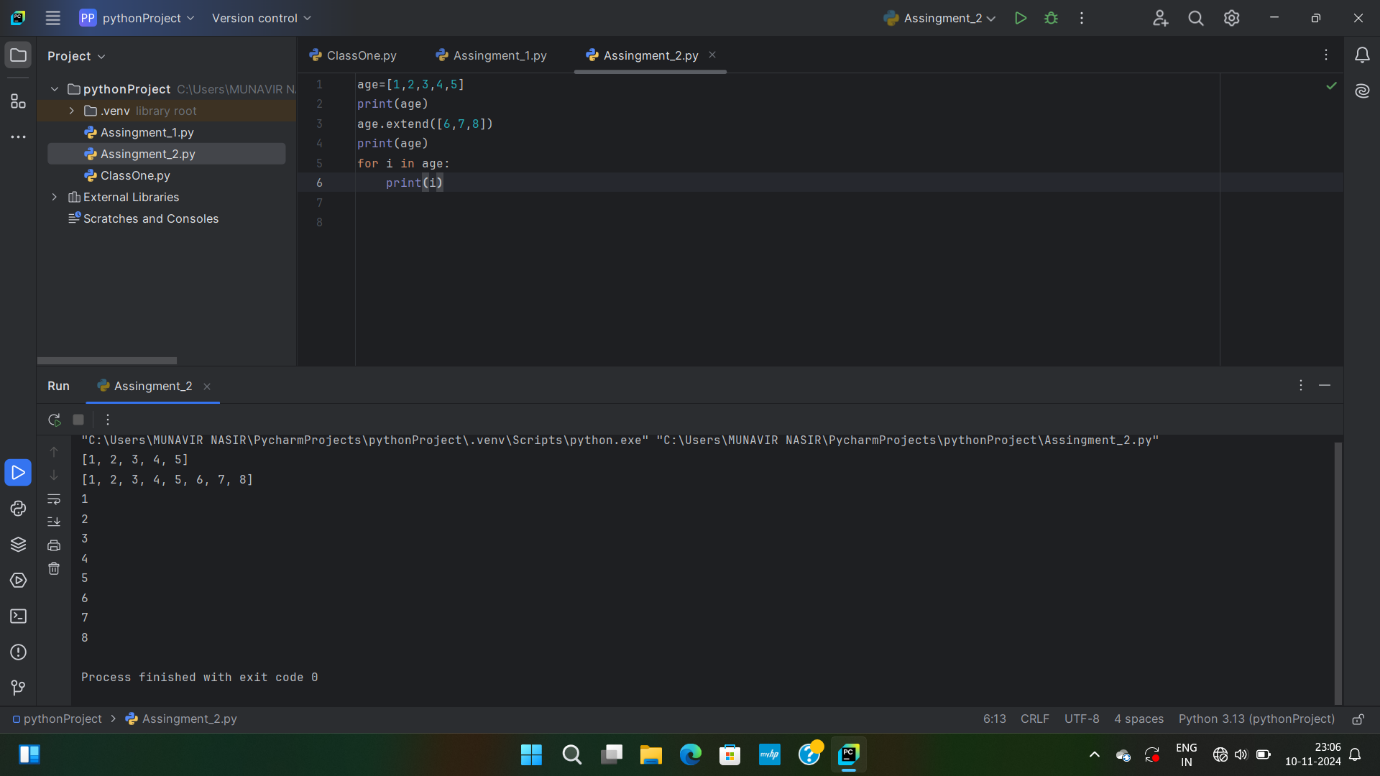 PP pythonProject Version control Assingment_2
Project
ClassOne.py Assingment_1.py Assingment_2.py
pythonProject C:\Users\MUNAVIR N
.venv library root
Assingment_1.py
Assingment_2.py
ClassOne.py
External Libraries
Scratches and Consoles
1 age=[1,2,3,4,5]
2 print(age)
3 age.extend([6,7,8])
4 print(age)
5 for i in age:
6     print(i)
7
8
Run Assingment_2
"C:\Users\MUNAVIR NASIR\PycharmProjects\pythonProject\.venv\Scripts\python.exe" "C:\Users\MUNAVIR NASIR\PycharmProjects\pythonProject\Assingment_2.py"
[1, 2, 3, 4, 5]
[1, 2, 3, 4, 5, 6, 7, 8]
1
2
3
4
5
6
7
8
Process finished with exit code 0
pythonProject > Assingment_2.py 6:13 CRLF UTF-8 4 spaces Python 3.13 (pythonProject)
myhp PC ENG 23:06
IN 10-11-2024